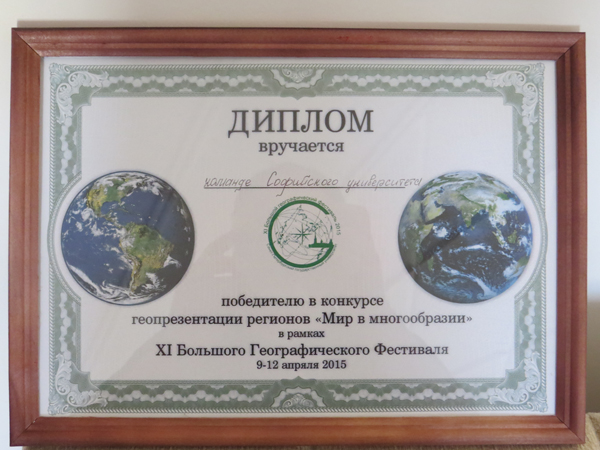 ДИПЛОМ
вручается
команде Софийского университета
победителю в конкурсе
геопрезентации регионов «Мир в многообразии»
в рамках
XI Большого Географического Фестиваля
9-12 апреля 2015